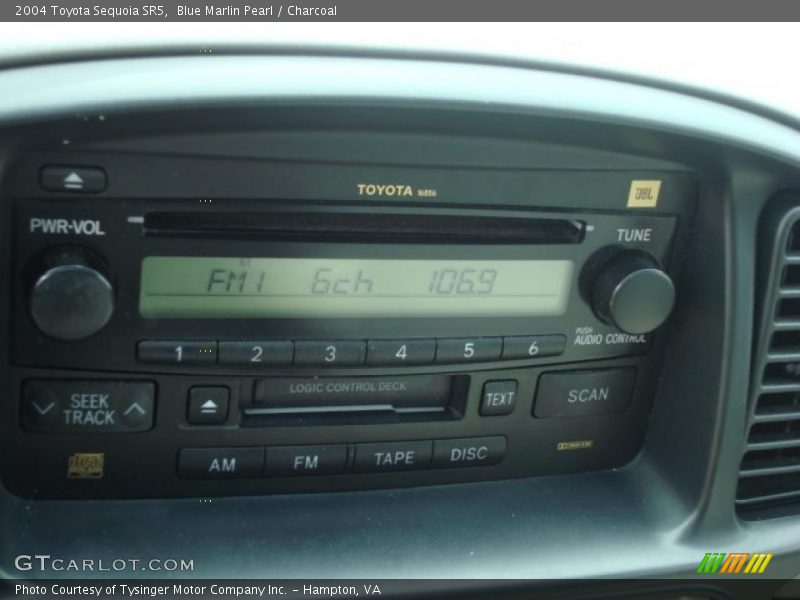 2004 Toyota Sequoia SR5, Blue Marlin Pearl / Charcoal
TOYOTA 16856
JBL
PWR·VOL
TUNE
ST
FM1 6ch 106.9
1 2 3 4 5 6
PUSH
AUDIO CONTROL
SEEK
TRACK
LOGIC CONTROL DECK
TEXT
SCAN
AM FM TAPE DISC
GTCARLOT.COM
Photo Courtesy of Tysinger Motor Company Inc. - Hampton, VA